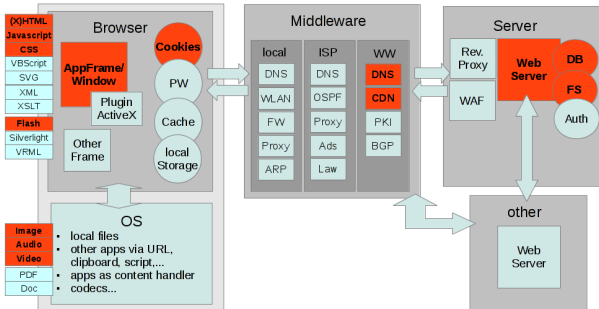 (X)HTML
Javascript
CSS
VBScript
SVG
XML
XSLT
Flash
Silverlight
VRML
Browser
AppFrame/
Window
Plugin
ActiveX
Other
Frame
Cookies
PW
Cache
local
Storage
Image
Audio
Video
PDF
Doc
OS
• local files
• other apps via URL,
clipboard, script,...
• apps as content handler
• codecs...
Middleware
local
DNS
WLAN
FW
Proxy
ARP
ISP
DNS
OSPF
Proxy
Ads
Law
WW
DNS
CDN
PKI
BGP
Server
Rev.
Proxy
WAF
Web
Server
DB
FS
Auth
other
Web
Server